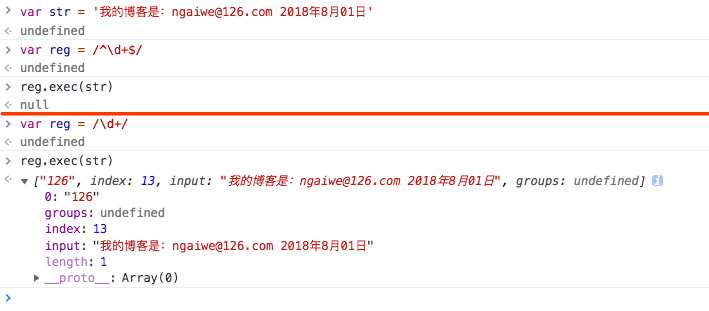 > var str = '我的博客是：ngaiwe@126.com 2018年8月01日'
undefined
> var reg = /^\d+$/
undefined
> reg.exec(str)
null
> var reg = /\d+/
undefined
> reg.exec(str)
["126", index: 13, input: "我的博客是：ngaiwe@126.com 2018年8月01日", groups: undefined] i
0: "126"
groups: undefined
index: 13
input: "我的博客是：ngaiwe@126.com 2018年8月01日"
length: 1
__proto__: Array(0)
>